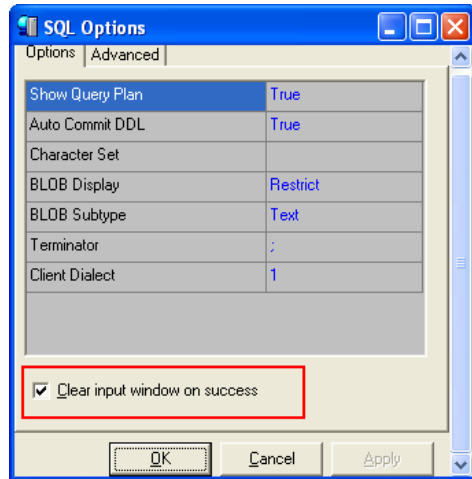 SQL Options
Options Advanced
Show Query Plan True
Auto Commit DDL True
Character Set
BLOB Display Restrict
BLOB Subtype Text
Terminator ;
Client Dialect 1
Clear input window on success
OK Cancel Apply